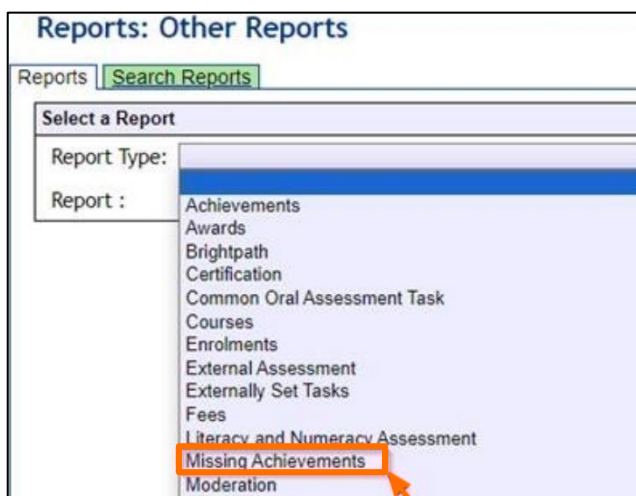 Reports: Other Reports
Reports Search Reports
Select a Report
Report Type:
Report :
Achievements
Awards
Brightpath
Certification
Common Oral Assessment Task
Courses
Enrolments
External Assessment
Externally Set Tasks
Fees
Literacy and Numeracy Assessment
Missing Achievements
Moderation